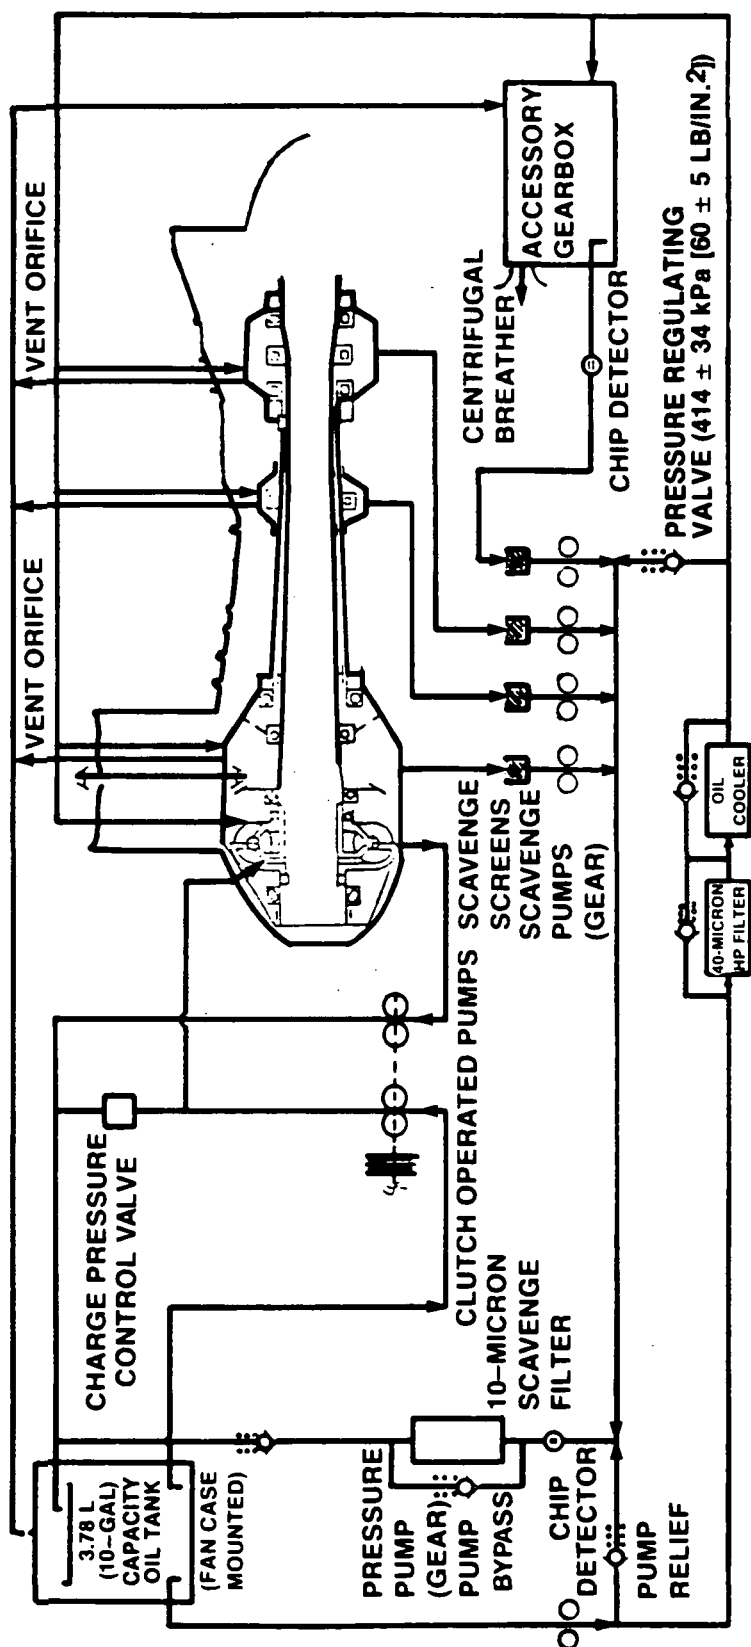 VENT ORIFICE
VENT ORIFICE
ACCESSORY
GEARBOX
CENTRIFUGAL
BREATHER
CHIP DETECTOR
PRESSURE REGULATING
VALVE (414 ± 34 kPa [60 ± 5 LB/IN.²])
SCAVENGE
SCREENS
SCAVENGE
PUMPS
(GEAR)
OIL
COOLER
40-MICRON
HP FILTER
CHARGE PRESSURE
CONTROL VALVE
CLUTCH OPERATED PUMPS
10-MICRON
SCAVENGE
FILTER
3.78 L
(10-GAL)
CAPACITY
OIL TANK
(FAN CASE
MOUNTED)
PRESSURE
PUMP
(GEAR)
PUMP
BYPASS
CHIP
DETECTOR
PUMP
RELIEF